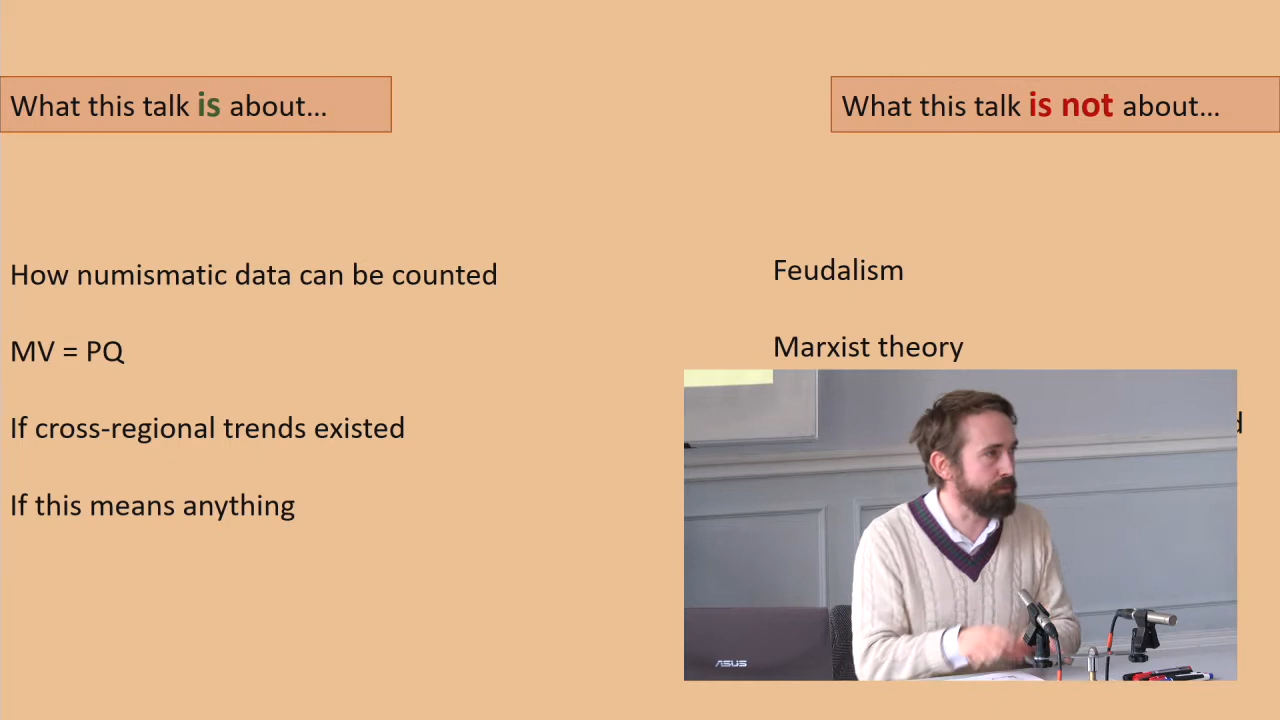 What this talk is about...
How numismatic data can be counted
MV = PQ
If cross-regional trends existed
If this means anything
What this talk is not about...
Feudalism
Marxist theory
ASUS